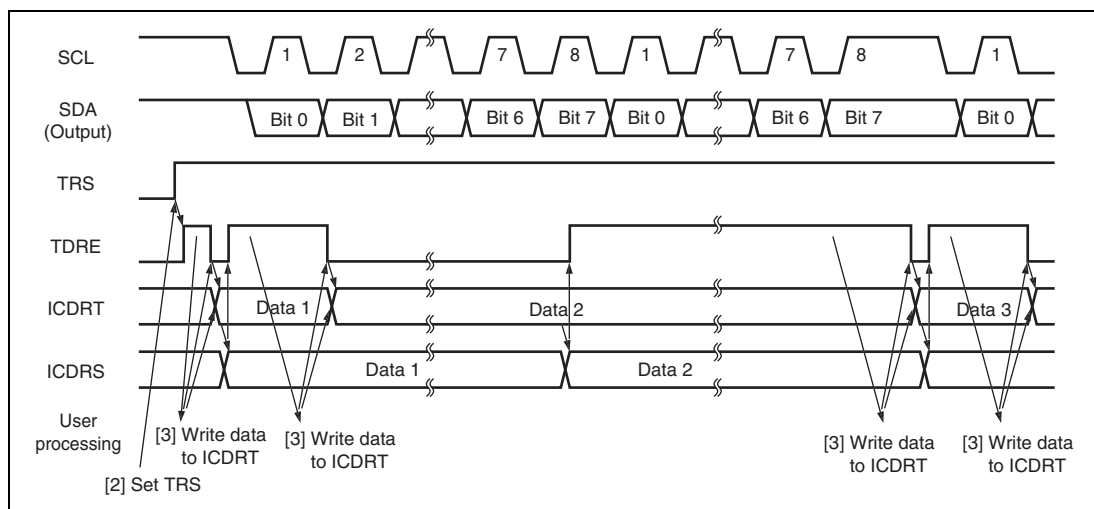 SCL 1 2 7 8 1 7 8 1
SDA
(Output) Bit 0 Bit 1 Bit 6 Bit 7 Bit 0 Bit 6 Bit 7 Bit 0
TRS
TDRE
ICDRT Data 1 Data 2 Data 3
ICDRS Data 1 Data 2
User
processing
[3] Write data
to ICDRT
[3] Write data
to ICDRT
[3] Write data
to ICDRT
[3] Write data
to ICDRT
[2] Set TRS